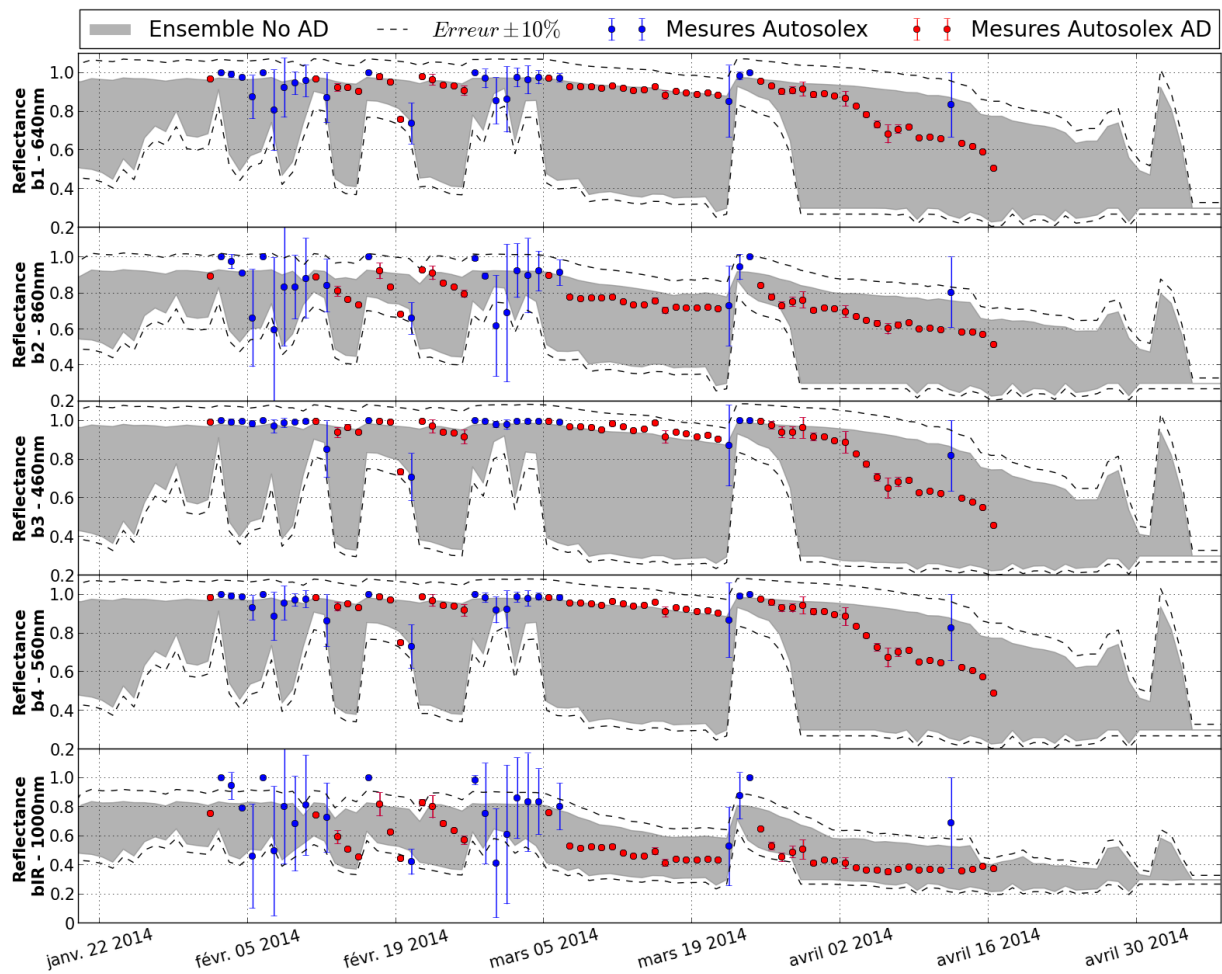 Ensemble No AD
Erreur ±10%
Mesures Autosolex
Mesures Autosolex AD
Reflectance
b1 - 640nm
1.0
0.8
0.6
0.4
0.2
Reflectance
b2 - 860nm
1.0
0.8
0.6
0.4
0.2
Reflectance
b3 - 460nm
1.0
0.8
0.6
0.4
0.2
Reflectance
b4 - 560nm
1.0
0.8
0.6
0.4
0.2
Reflectance
bIR - 1000nm
1.0
0.8
0.6
0.4
0.2
0
janv. 22 2014
févr. 05 2014
févr. 19 2014
mars 05 2014
mars 19 2014
avril 02 2014
avril 16 2014
avril 30 2014